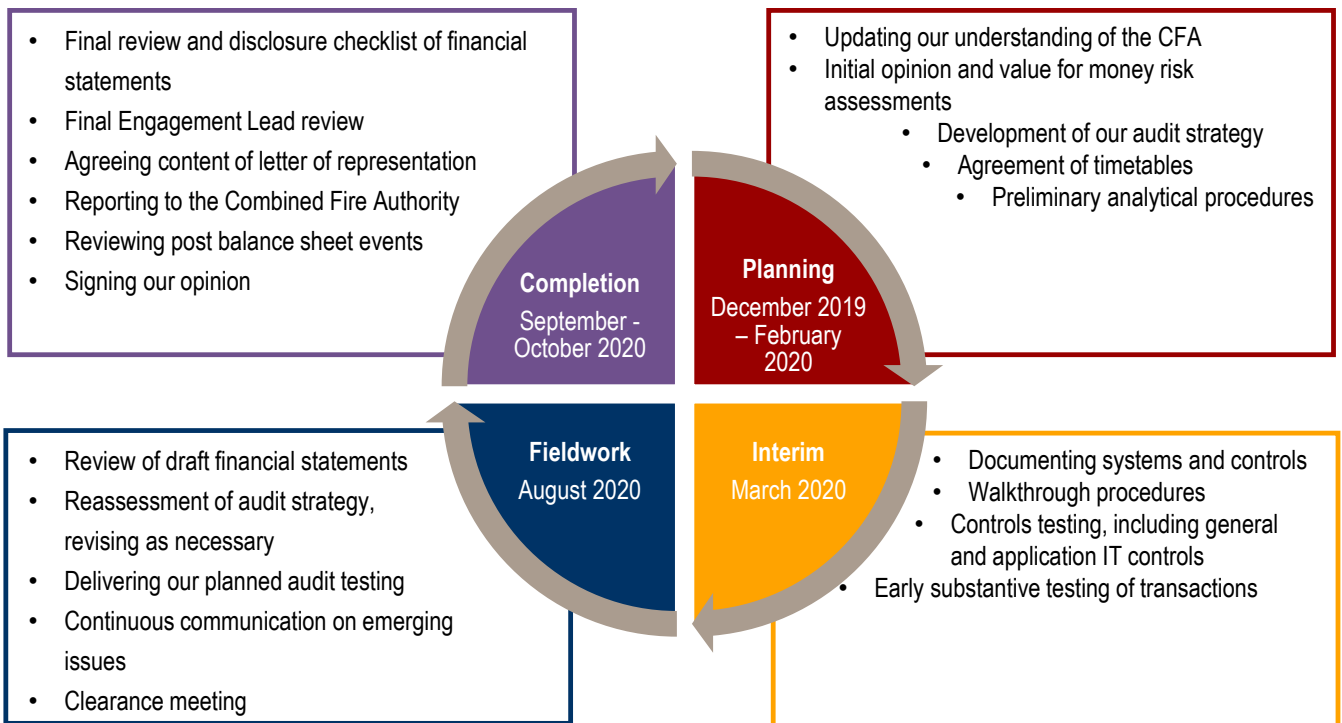 • Final review and disclosure checklist of financial
statements
• Final Engagement Lead review
• Agreeing content of letter of representation
• Reporting to the Combined Fire Authority
• Reviewing post balance sheet events
• Signing our opinion
• Updating our understanding of the CFA
• Initial opinion and value for money risk
assessments
• Development of our audit strategy
• Agreement of timetables
• Preliminary analytical procedures
Completion
September -
October 2020
Planning
December 2019
– February
2020
Fieldwork
August 2020
Interim
March 2020
• Review of draft financial statements
• Reassessment of audit strategy,
revising as necessary
• Delivering our planned audit testing
• Continuous communication on emerging
issues
• Clearance meeting
• Documenting systems and controls
• Walkthrough procedures
• Controls testing, including general
and application IT controls
• Early substantive testing of transactions